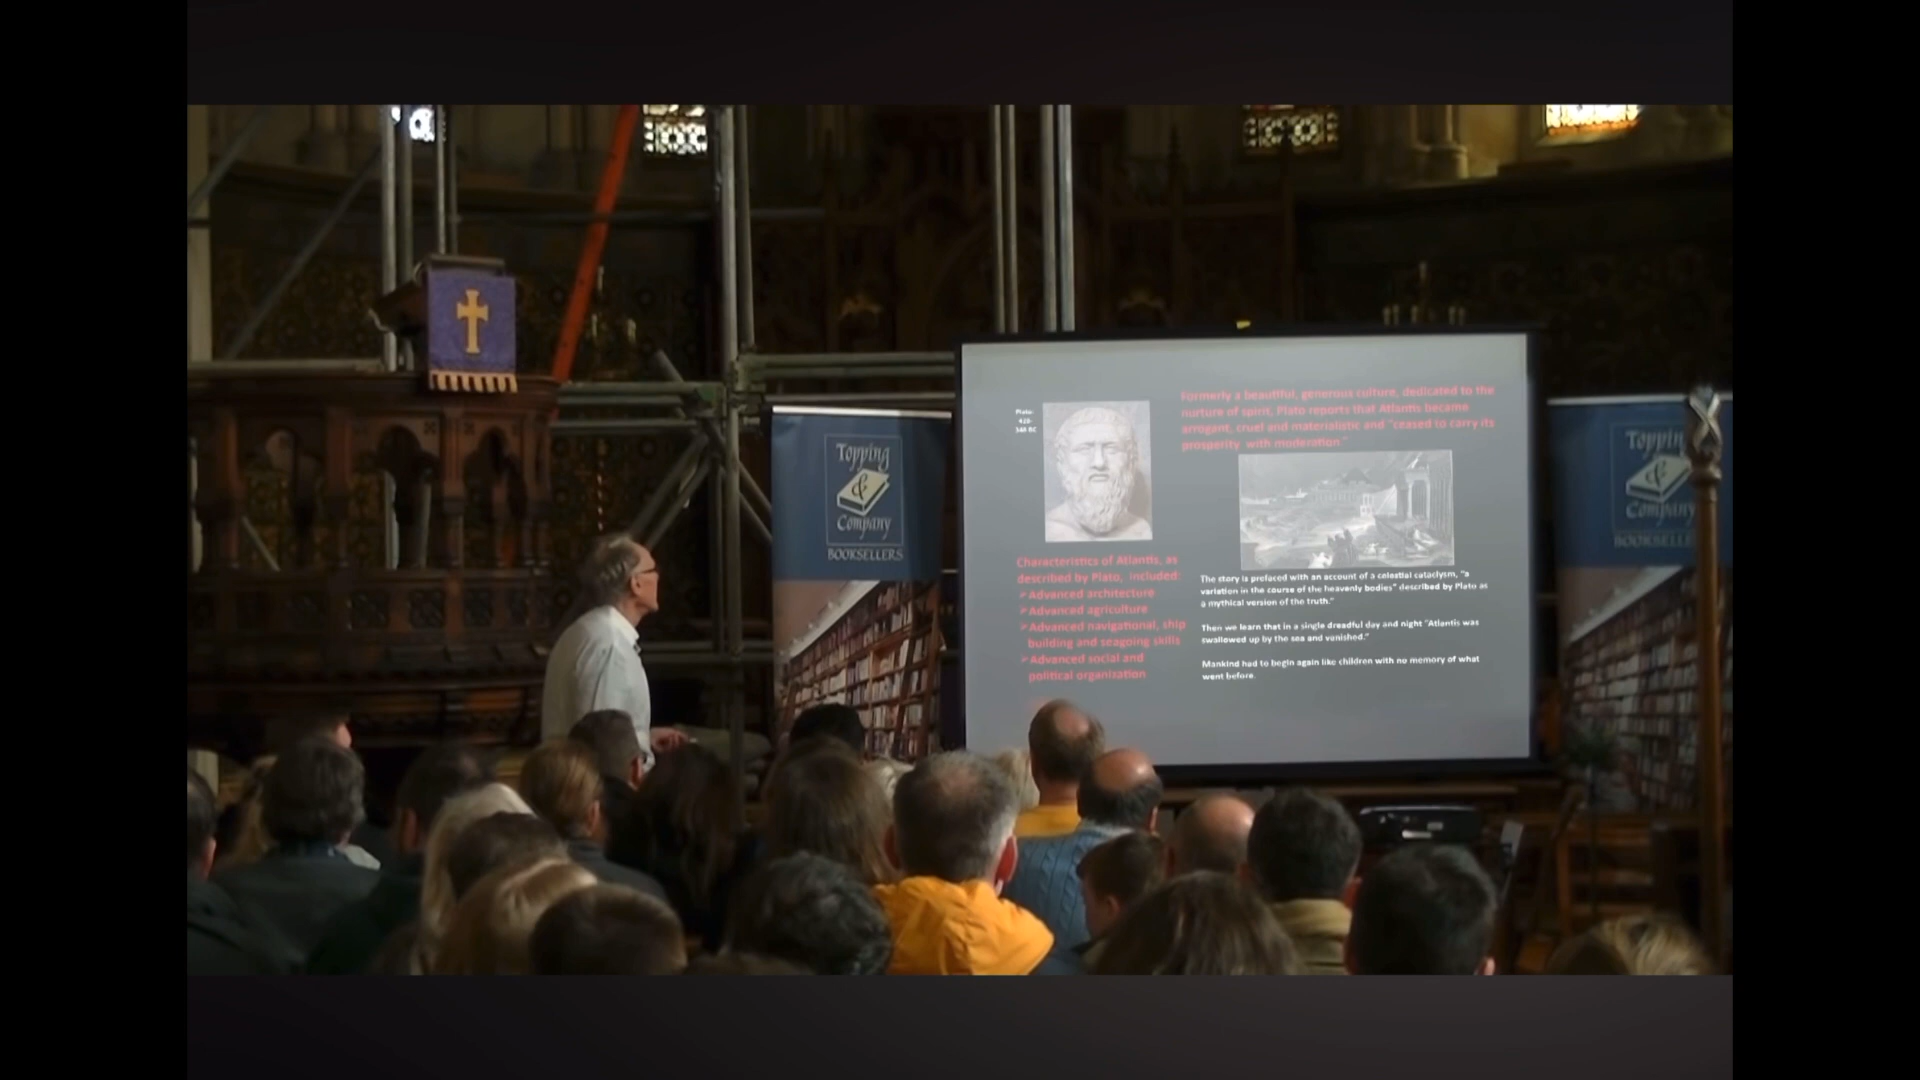 Topping
&
Company
BOOKSELLERS
Plato:
428-
348 BC
Characteristics of Atlantis, as
described by Plato, included:
➢Advanced architecture
➢Advanced agriculture
➢Advanced navigational, ship
building and seagoing skills
➢Advanced social and
political organization
Formerly a beautiful, generous culture, dedicated to the
nurture of spirit, Plato reports that Atlantis became
arrogant, cruel and materialistic and "ceased to carry its
prosperity with moderation."
The story is prefaced with an account of a celestial cataclysm, "a
variation in the course of the heavenly bodies" described by Plato as
a mythical version of the truth."
Then we learn that in a single dreadful day and night "Atlantis was
swallowed up by the sea and vanished."
Mankind had to begin again like children with no memory of what
went before.
Topping
&
Company
BOOKSELLERS